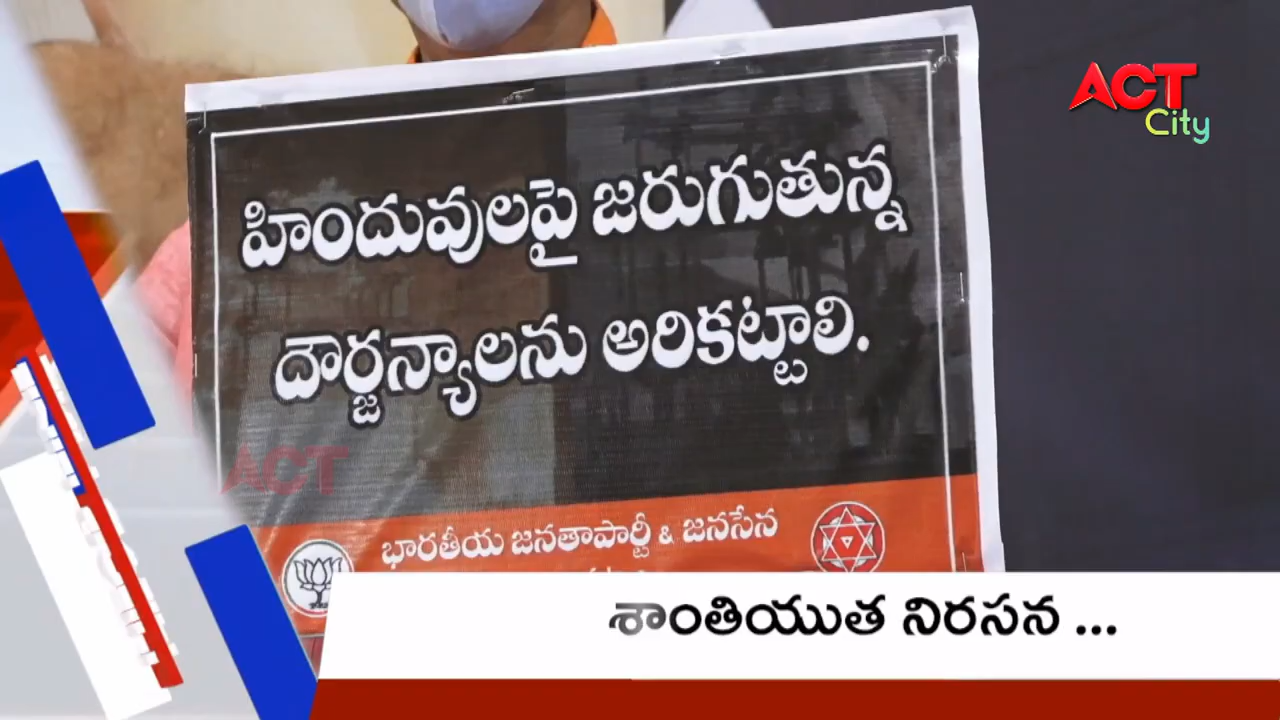 ACT
City
హిందువులపై జరుగుతున్న
దౌర్జన్యాలను అరికట్టాలి.
ACT
భారతీయ జనతాపార్టీ & జనసేన
శాంతియుత నిరసన ...